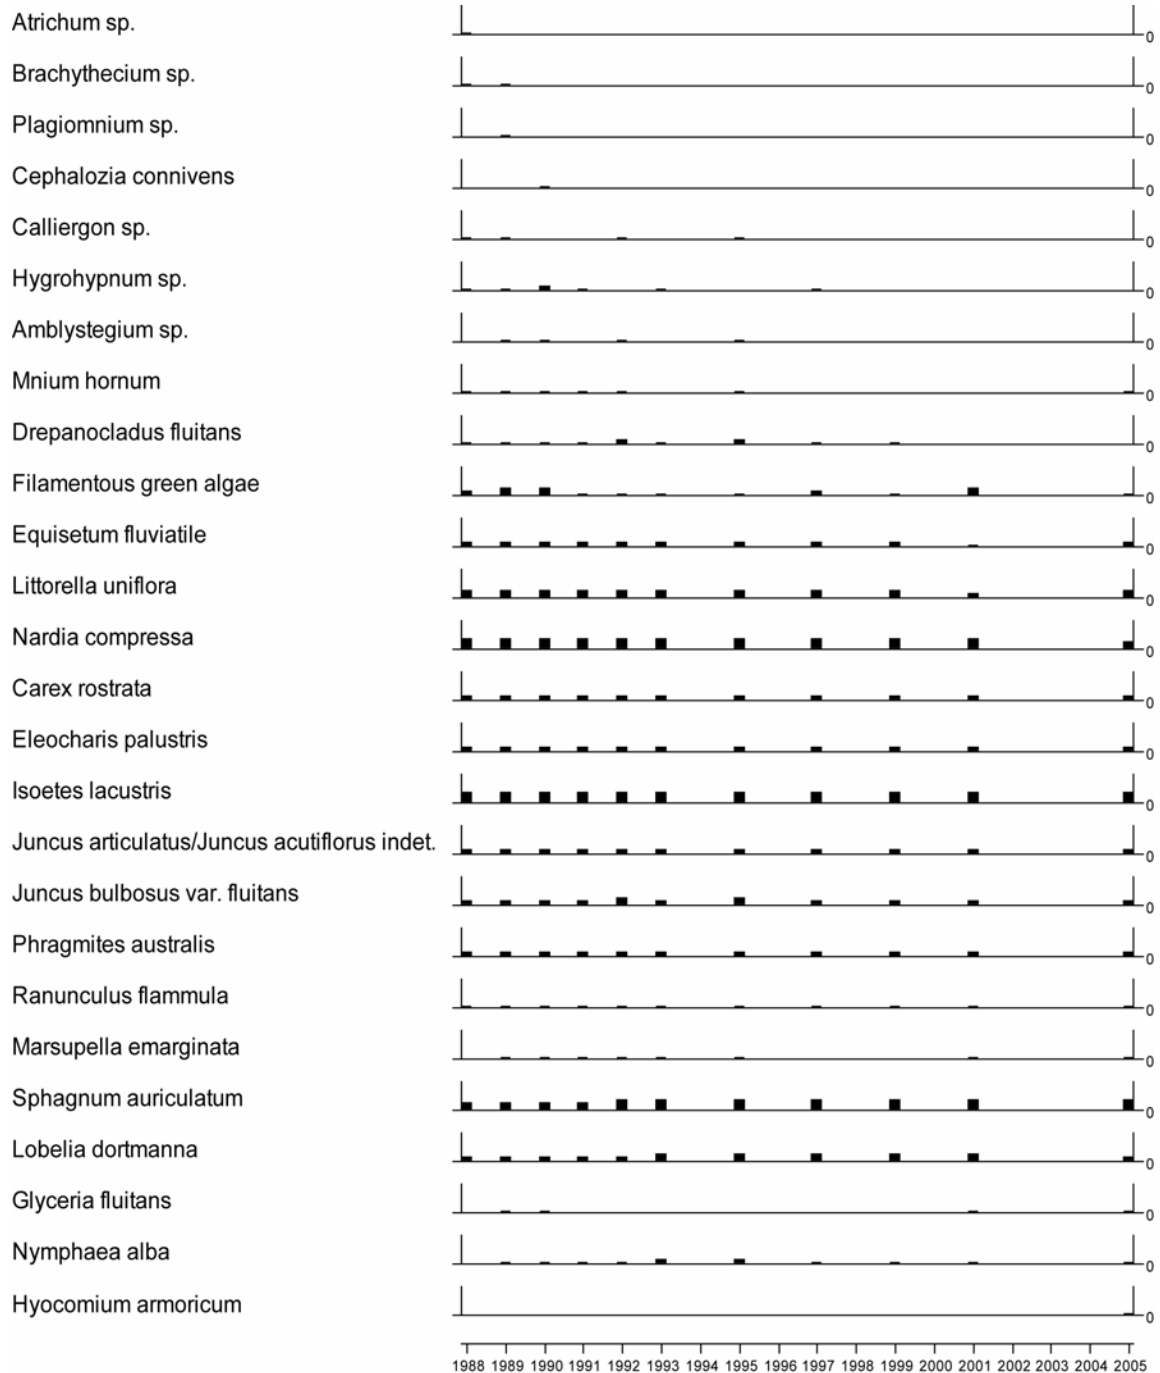 Atrichum sp. 0
Brachythecium sp. 0
Plagiomnium sp. 0
Cephalozia connivens 0
Calliergon sp. 0
Hygrohypnum sp. 0
Amblystegium sp. 0
Mnium hornum 0
Drepanocladus fluitans 0
Filamentous green algae 0
Equisetum fluviatile 0
Littorella uniflora 0
Nardia compressa 0
Carex rostrata 0
Eleocharis palustris 0
Isoetes lacustris 0
Juncus articulatus/Juncus acutiflorus indet. 0
Juncus bulbosus var. fluitans 0
Phragmites australis 0
Ranunculus flammula 0
Marsupella emarginata 0
Sphagnum auriculatum 0
Lobelia dortmanna 0
Glyceria fluitans 0
Nymphaea alba 0
Hyocomium armoricum 0
1988 1989 1990 1991 1992 1993 1994 1995 1996 1997 1998 1999 2000 2001 2002 2003 2004 2005